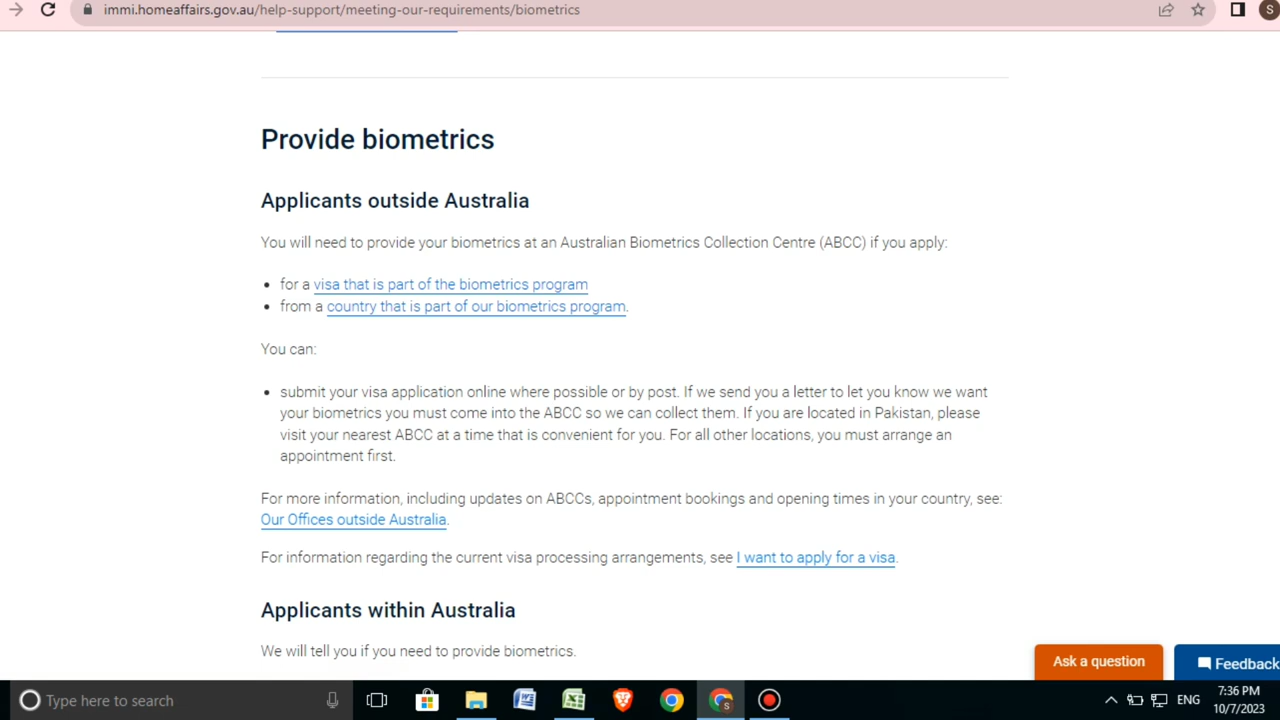 immi.homeaffairs.gov.au/help-support/meeting-our-requirements/biometrics
S
Provide biometrics
Applicants outside Australia
You will need to provide your biometrics at an Australian Biometrics Collection Centre (ABCC) if you apply:
• for a visa that is part of the biometrics program
• from a country that is part of our biometrics program.
You can:
• submit your visa application online where possible or by post. If we send you a letter to let you know we want
your biometrics you must come into the ABCC so we can collect them. If you are located in Pakistan, please
visit your nearest ABCC at a time that is convenient for you. For all other locations, you must arrange an
appointment first.
For more information, including updates on ABCCs, appointment bookings and opening times in your country, see:
Our Offices outside Australia.
For information regarding the current visa processing arrangements, see I want to apply for a visa.
Applicants within Australia
We will tell you if you need to provide biometrics.
Ask a question
Feedback
Type here to search
ENG
7:36 PM
10/7/2023